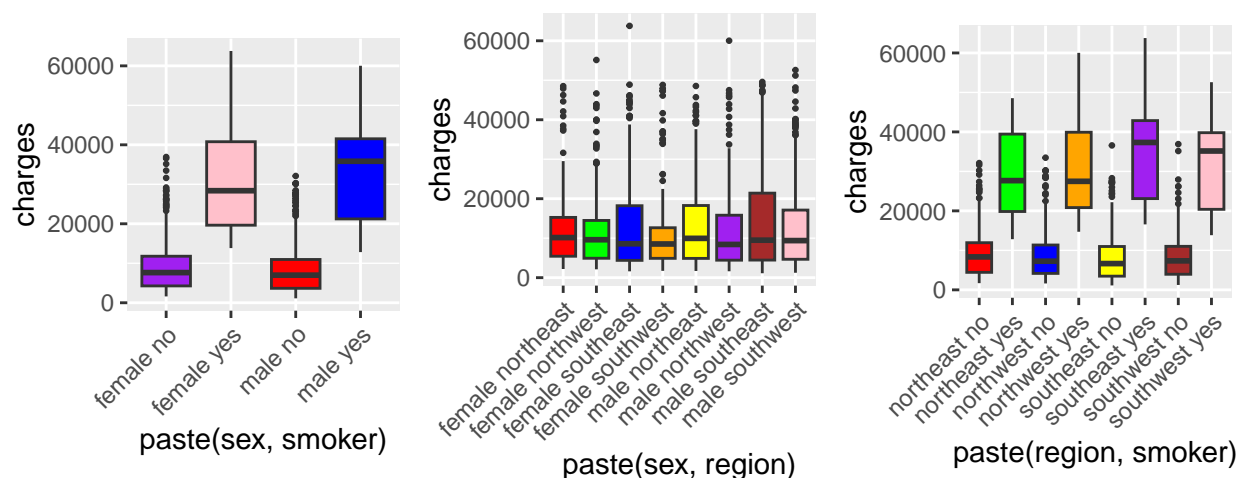 charges
60000
40000
20000
0
female no
female yes
male no
male yes
paste(sex, smoker)
charges
60000
40000
20000
0
female northeast
female northwest
female southeast
female southwest
male northeast
male northwest
male southeast
male southwest
paste(sex, region)
charges
60000
40000
20000
0
northeast no
northeast yes
northwest no
northwest yes
southeast no
southeast yes
southwest no
southwest yes
paste(region, smoker)